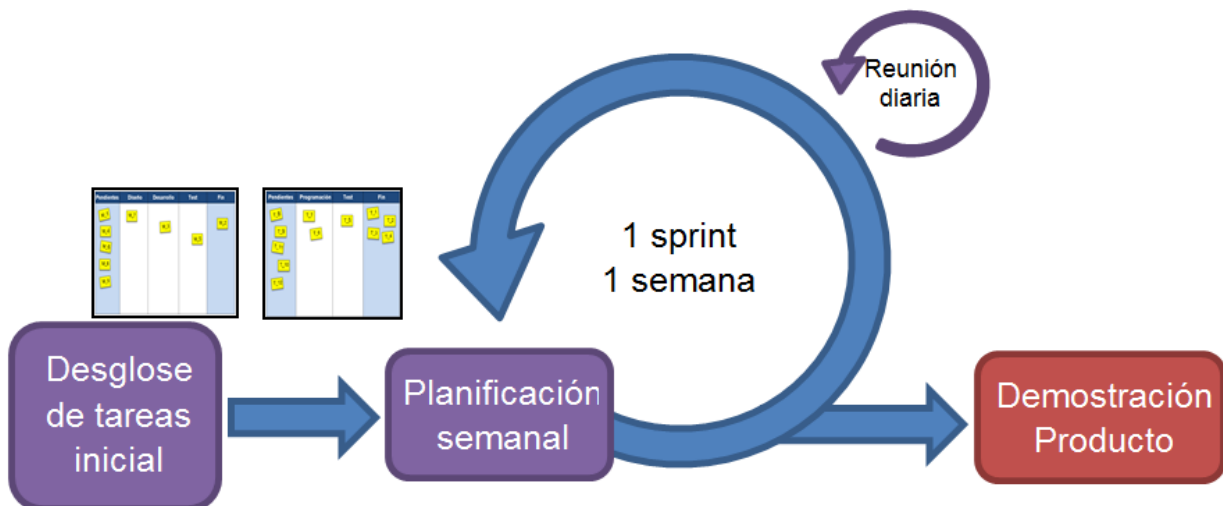 Reunión
diaria
Pendientes Diseño Desarrollo Test Fin
Pendientes Programación Test Fin
1 sprint
1 semana
Desglose
de tareas
inicial
Planificación
semanal
Demostración
Producto